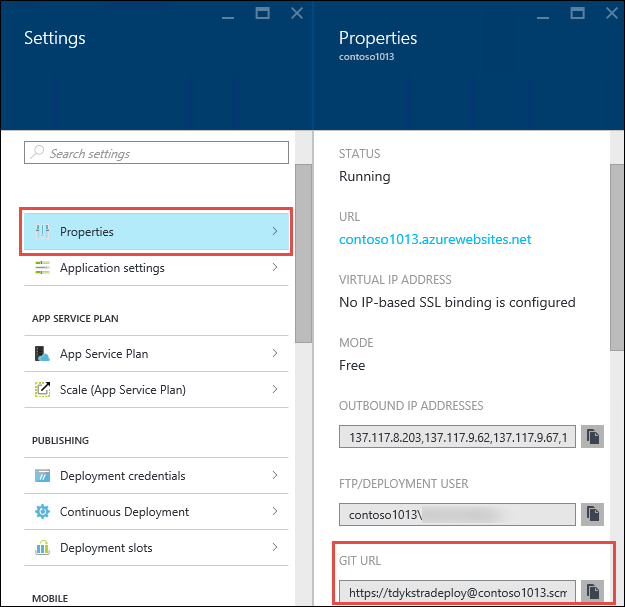 Settings
Search settings
Properties
Application settings
APP SERVICE PLAN
App Service Plan
Scale (App Service Plan)
PUBLISHING
Deployment credentials
Continuous Deployment
Deployment slots
MOBILE
Properties
contoso1013
STATUS
Running
URL
contoso1013.azurewebsites.net
VIRTUAL IP ADDRESS
No IP-based SSL binding is configured
MODE
Free
OUTBOUND IP ADDRESSES
137.117.8.203,137.117.9.62,137.117.9.67,1
FTP/DEPLOYMENT USER
contoso1013\
GIT URL
https://tdykstradeploy@contoso1013.scm